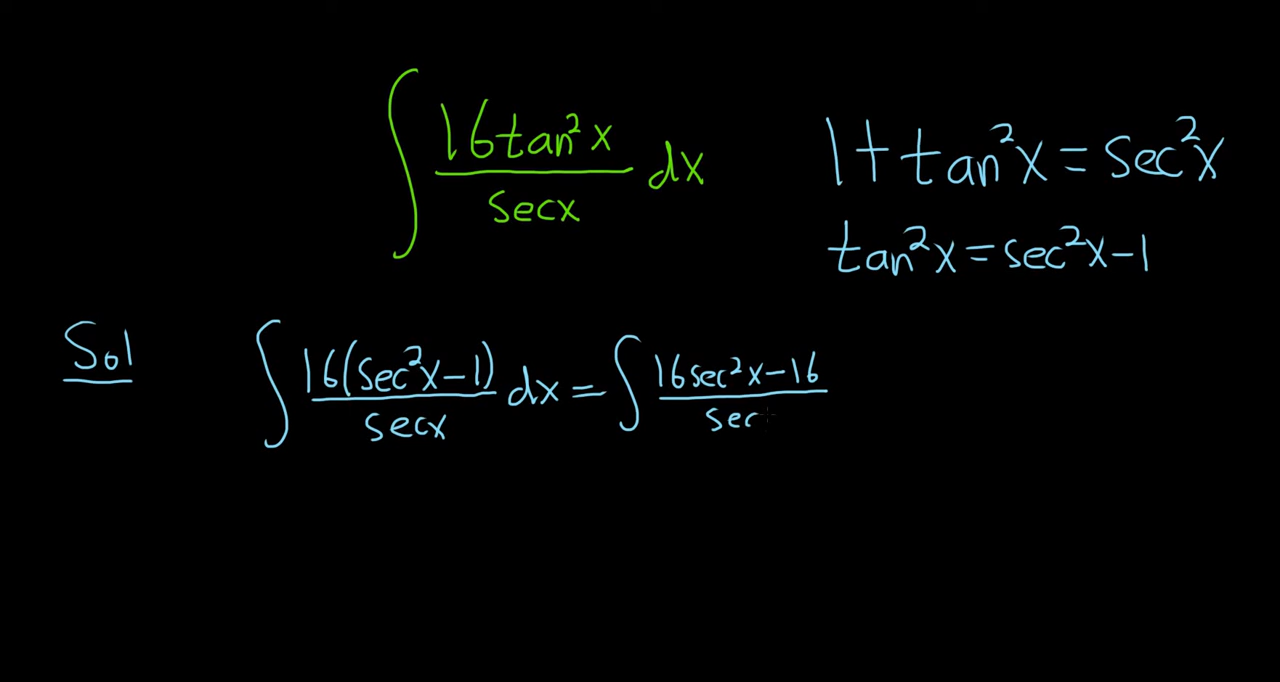 ∫ 16tan²x / secx dx
1 + tan²x = sec²x
tan²x = sec²x - 1
Sol ∫ 16(sec²x - 1) / secx dx = ∫ 16sec²x - 16 / sec